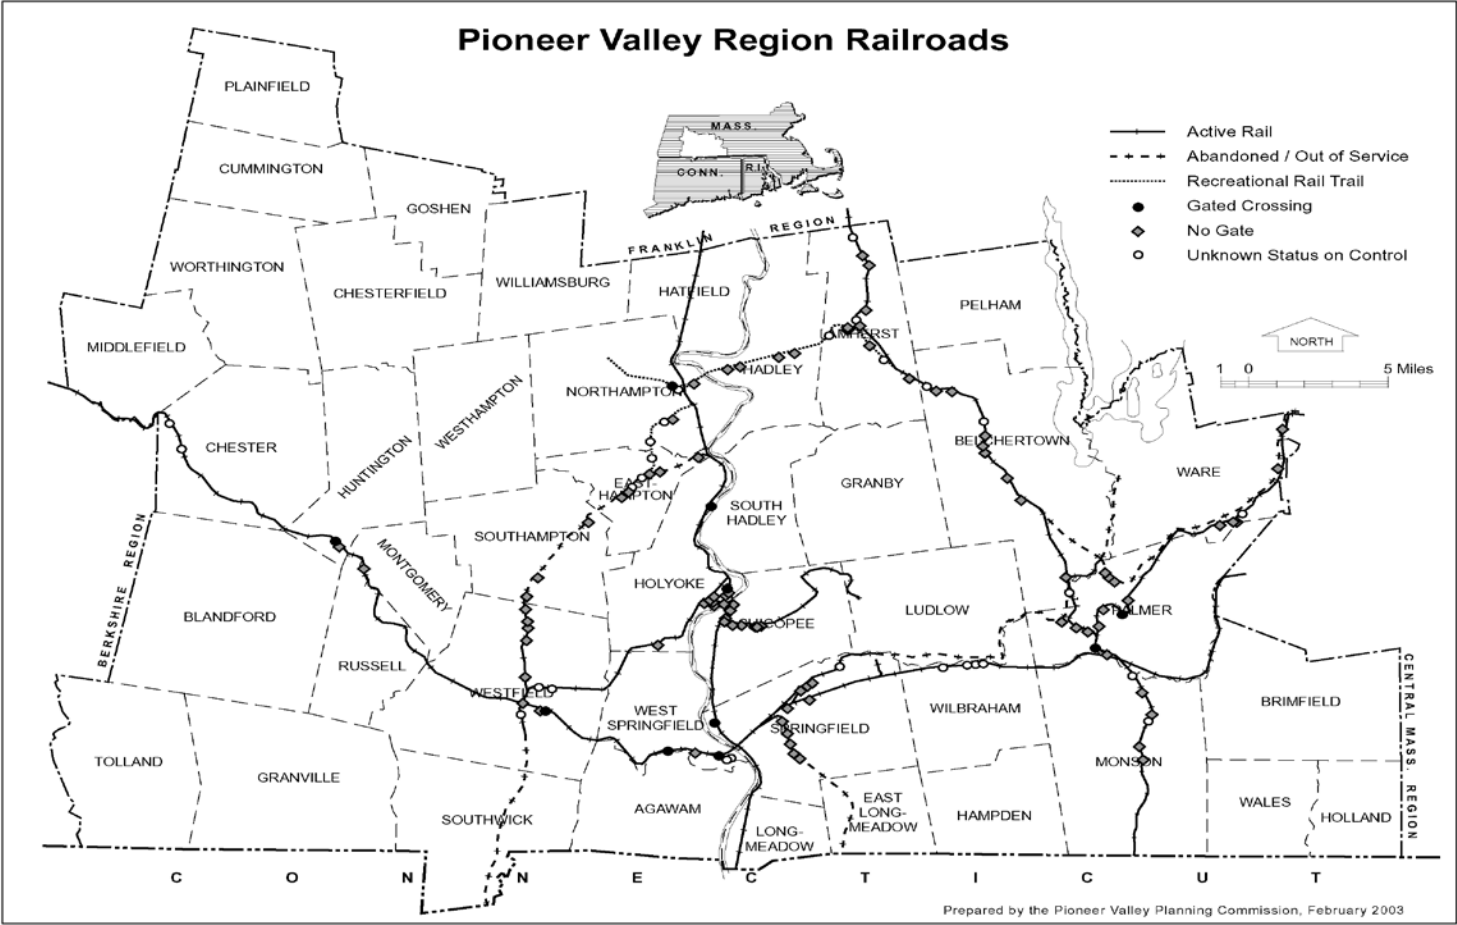 Pioneer Valley Region Railroads
PLAINFIELD
MASS.
Active Rail
Abandoned / Out of Service
CUMMINGTON
CONN.
R.I.
Recreational Rail Trail
GOSHEN
Gated Crossing
FRANKLIN REGION
No Gate
Unknown Status on Control
WORTHINGTON
WILLIAMSBURG
CHESTERFIELD
HATFIELD
PELHAM
AMHERST
NORTH
MIDDLEFIELD
HADLEY
1 0 5 Miles
NORTHAMPTON
WESTHAMPTON
CHESTER
HUNTINGTON
BELCHERTOWN
WARE
EAST-
HAMPTON
GRANBY
SOUTH
HADLEY
SOUTHAMPTON
BERKSHIRE REGION
MONTGOMERY
HOLYOKE
BLANDFORD
CHICOPEE
LUDLOW
PALMER
RUSSELL
WESTFIELD
WEST
SPRINGFIELD
SPRINGFIELD
WILBRAHAM
BRIMFIELD
CENTRAL MASS. REGION
TOLLAND
GRANVILLE
MONSON
AGAWAM
EAST
LONG-
MEADOW
HAMPDEN
WALES
HOLLAND
SOUTHWICK
LONG-
MEADOW
CONNECTICUT
Prepared by the Pioneer Valley Planning Commission, February 2003